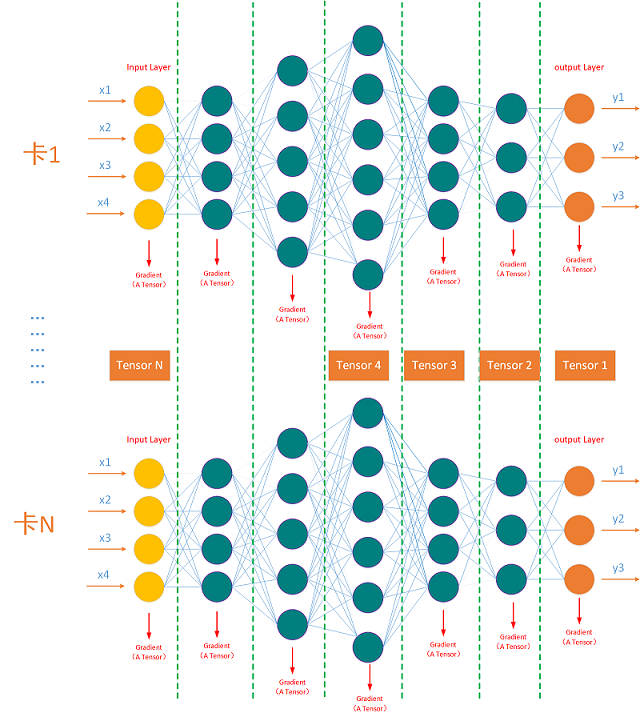 Input Layer
output Layer
x1
x2
x3
x4
卡1
y1
y2
y3
Gradient
(A Tensor)
Gradient
(A Tensor)
Gradient
(A Tensor)
Gradient
(A Tensor)
Gradient
(A Tensor)
Gradient
(A Tensor)
Gradient
(A Tensor)
...
...
...
...
...
Tensor N
Tensor 4
Tensor 3
Tensor 2
Tensor 1
Input Layer
output Layer
x1
x2
x3
x4
卡N
y1
y2
y3
Gradient
(A Tensor)
Gradient
(A Tensor)
Gradient
(A Tensor)
Gradient
(A Tensor)
Gradient
(A Tensor)
Gradient
(A Tensor)
Gradient
(A Tensor)